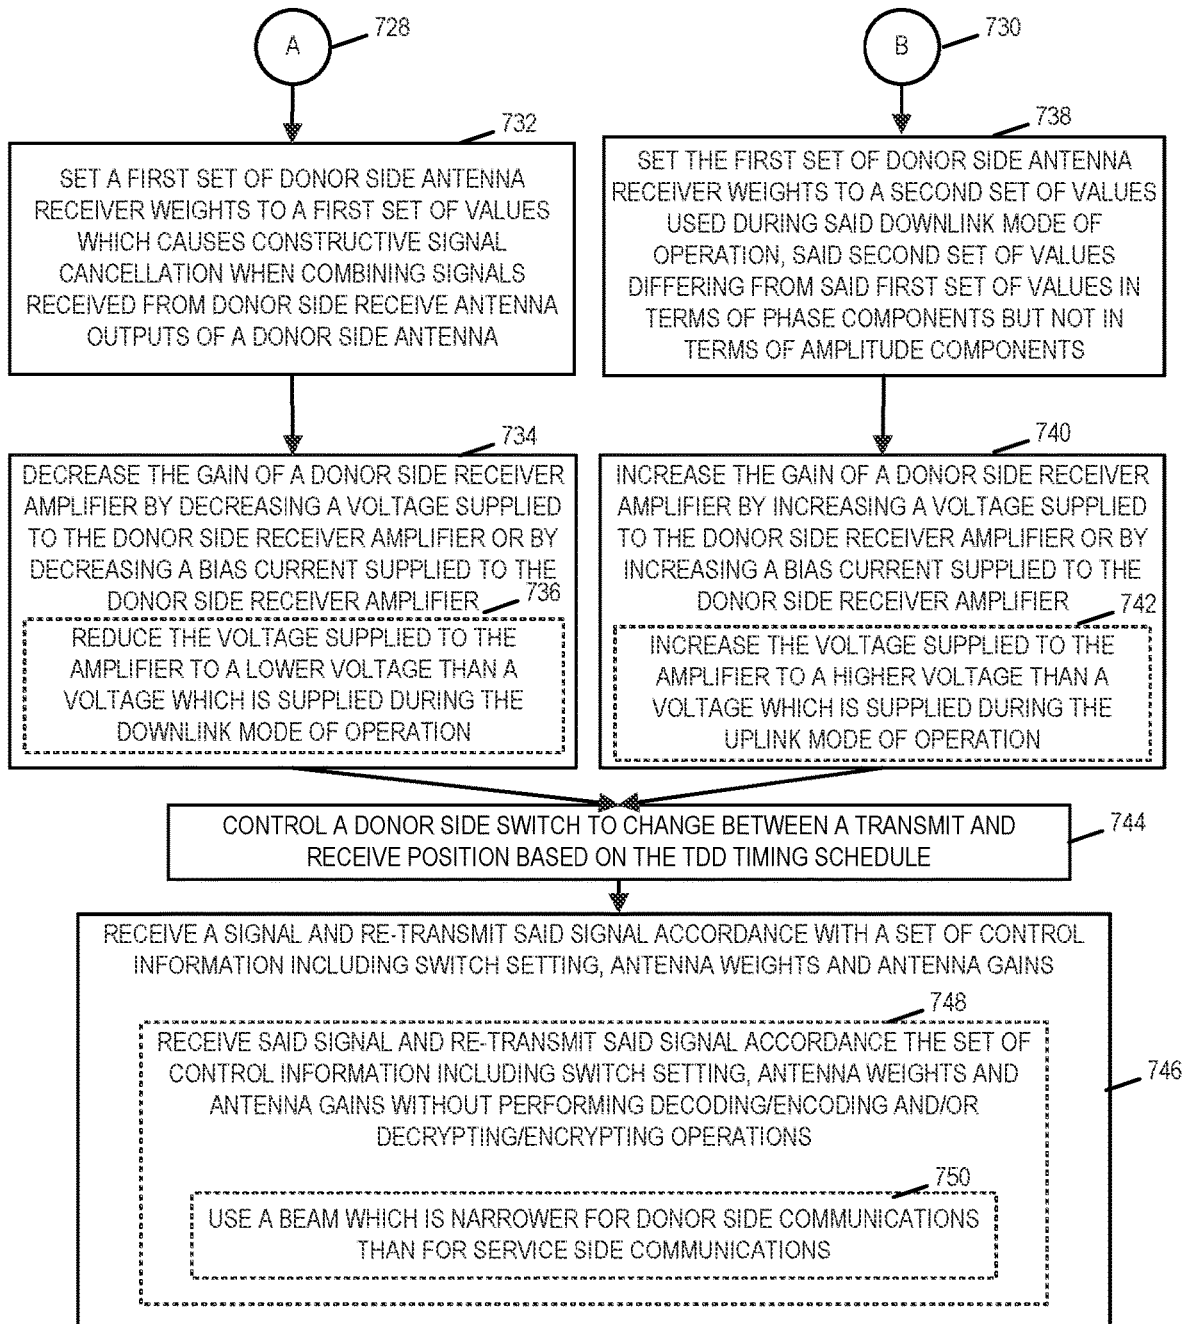 A
728
B
730
732
SET A FIRST SET OF DONOR SIDE ANTENNA
RECEIVER WEIGHTS TO A FIRST SET OF VALUES
WHICH CAUSES CONSTRUCTIVE SIGNAL
CANCELLATION WHEN COMBINING SIGNALS
RECEIVED FROM DONOR SIDE RECEIVE ANTENNA
OUTPUTS OF A DONOR SIDE ANTENNA
738
SET THE FIRST SET OF DONOR SIDE ANTENNA
RECEIVER WEIGHTS TO A SECOND SET OF VALUES
USED DURING SAID DOWNLINK MODE OF
OPERATION, SAID SECOND SET OF VALUES
DIFFERING FROM SAID FIRST SET OF VALUES IN
TERMS OF PHASE COMPONENTS BUT NOT IN
TERMS OF AMPLITUDE COMPONENTS
734
DECREASE THE GAIN OF A DONOR SIDE RECEIVER
AMPLIFIER BY DECREASING A VOLTAGE SUPPLIED
TO THE DONOR SIDE RECEIVER AMPLIFIER OR BY
DECREASING A BIAS CURRENT SUPPLIED TO THE
DONOR SIDE RECEIVER AMPLIFIER
736
REDUCE THE VOLTAGE SUPPLIED TO THE
AMPLIFIER TO A LOWER VOLTAGE THAN A
VOLTAGE WHICH IS SUPPLIED DURING THE
DOWNLINK MODE OF OPERATION
740
INCREASE THE GAIN OF A DONOR SIDE RECEIVER
AMPLIFIER BY INCREASING A VOLTAGE SUPPLIED
TO THE DONOR SIDE RECEIVER AMPLIFIER OR BY
INCREASING A BIAS CURRENT SUPPLIED TO THE
DONOR SIDE RECEIVER AMPLIFIER
742
INCREASE THE VOLTAGE SUPPLIED TO THE
AMPLIFIER TO A HIGHER VOLTAGE THAN A
VOLTAGE WHICH IS SUPPLIED DURING THE
UPLINK MODE OF OPERATION
CONTROL A DONOR SIDE SWITCH TO CHANGE BETWEEN A TRANSMIT AND
RECEIVE POSITION BASED ON THE TDD TIMING SCHEDULE
744
RECEIVE A SIGNAL AND RE-TRANSMIT SAID SIGNAL ACCORDANCE WITH A SET OF CONTROL
INFORMATION INCLUDING SWITCH SETTING, ANTENNA WEIGHTS AND ANTENNA GAINS
748
RECEIVE SAID SIGNAL AND RE-TRANSMIT SAID SIGNAL ACCORDANCE THE SET OF
CONTROL INFORMATION INCLUDING SWITCH SETTING, ANTENNA WEIGHTS AND
ANTENNA GAINS WITHOUT PERFORMING DECODING/ENCODING AND/OR
DECRYPTING/ENCRYPTING OPERATIONS
746
750
USE A BEAM WHICH IS NARROWER FOR DONOR SIDE COMMUNICATIONS
THAN FOR SERVICE SIDE COMMUNICATIONS